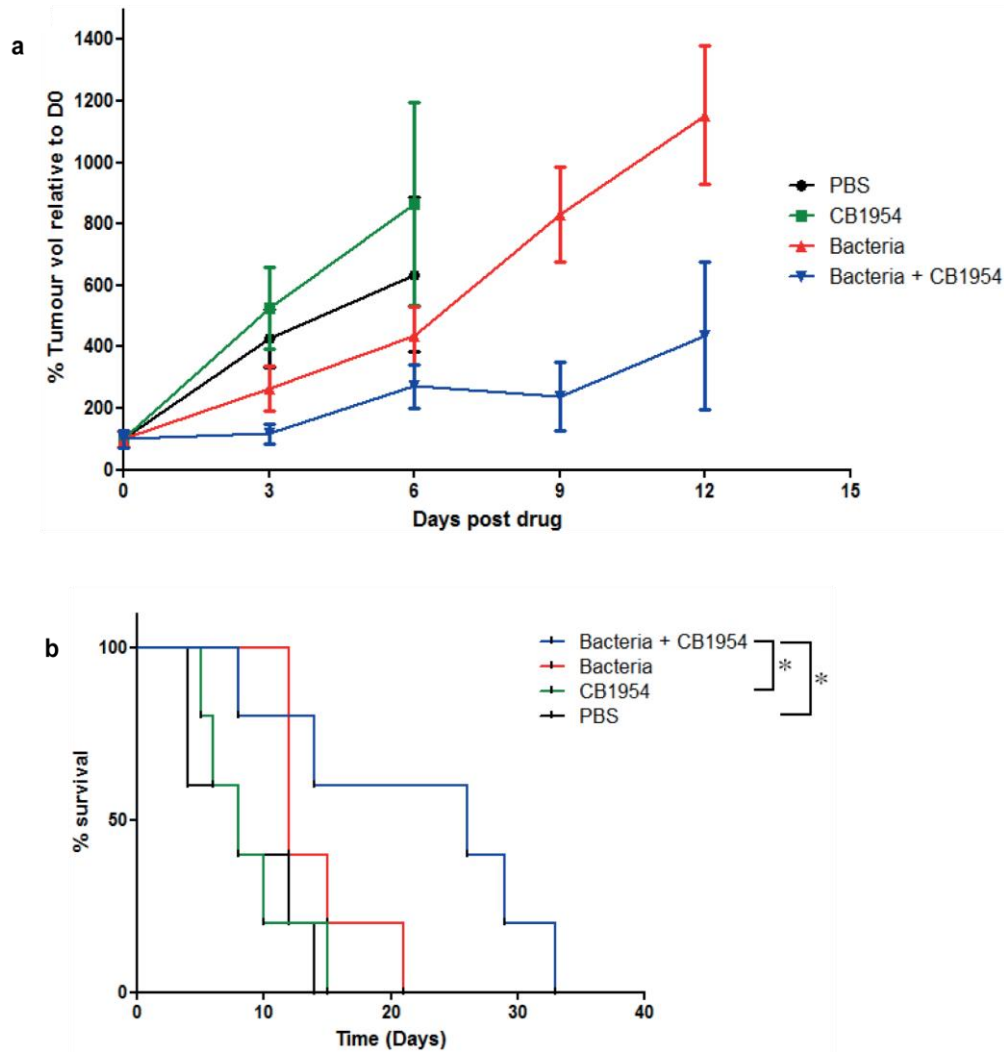 a
% Tumour vol relative to D0
1400
1200
1000
800
600
400
200
0
0 3 6 9 12 15
Days post drug
PBS
CB1954
Bacteria
Bacteria + CB1954
b
% survival
100
50
0
0 10 20 30 40
Time (Days)
Bacteria + CB1954
Bacteria
CB1954
PBS
* *